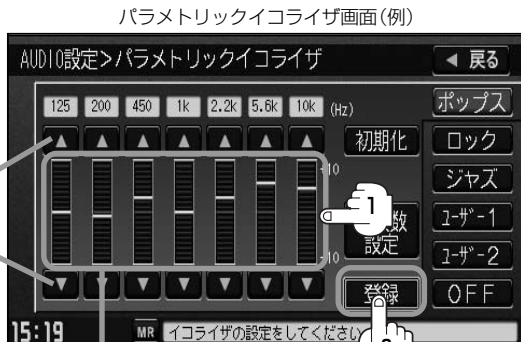 パラメトリックイコライザ画面(例)
AUDIO設定>パラメトリックイコライザ
◀ 戻る
125 200 450 1k 2.2k 5.6k 10k (Hz)
ポップス
▲ ▲ ▲ ▲ ▲ ▲ ▲
初期化
ロック
10
ジャズ
1
数
設定
ユーザー1
ユーザー2
10
▼ ▼ ▼ ▼ ▼ ▼ ▼
登録
OFF
15:19
MR
イコライザの設定をしてください